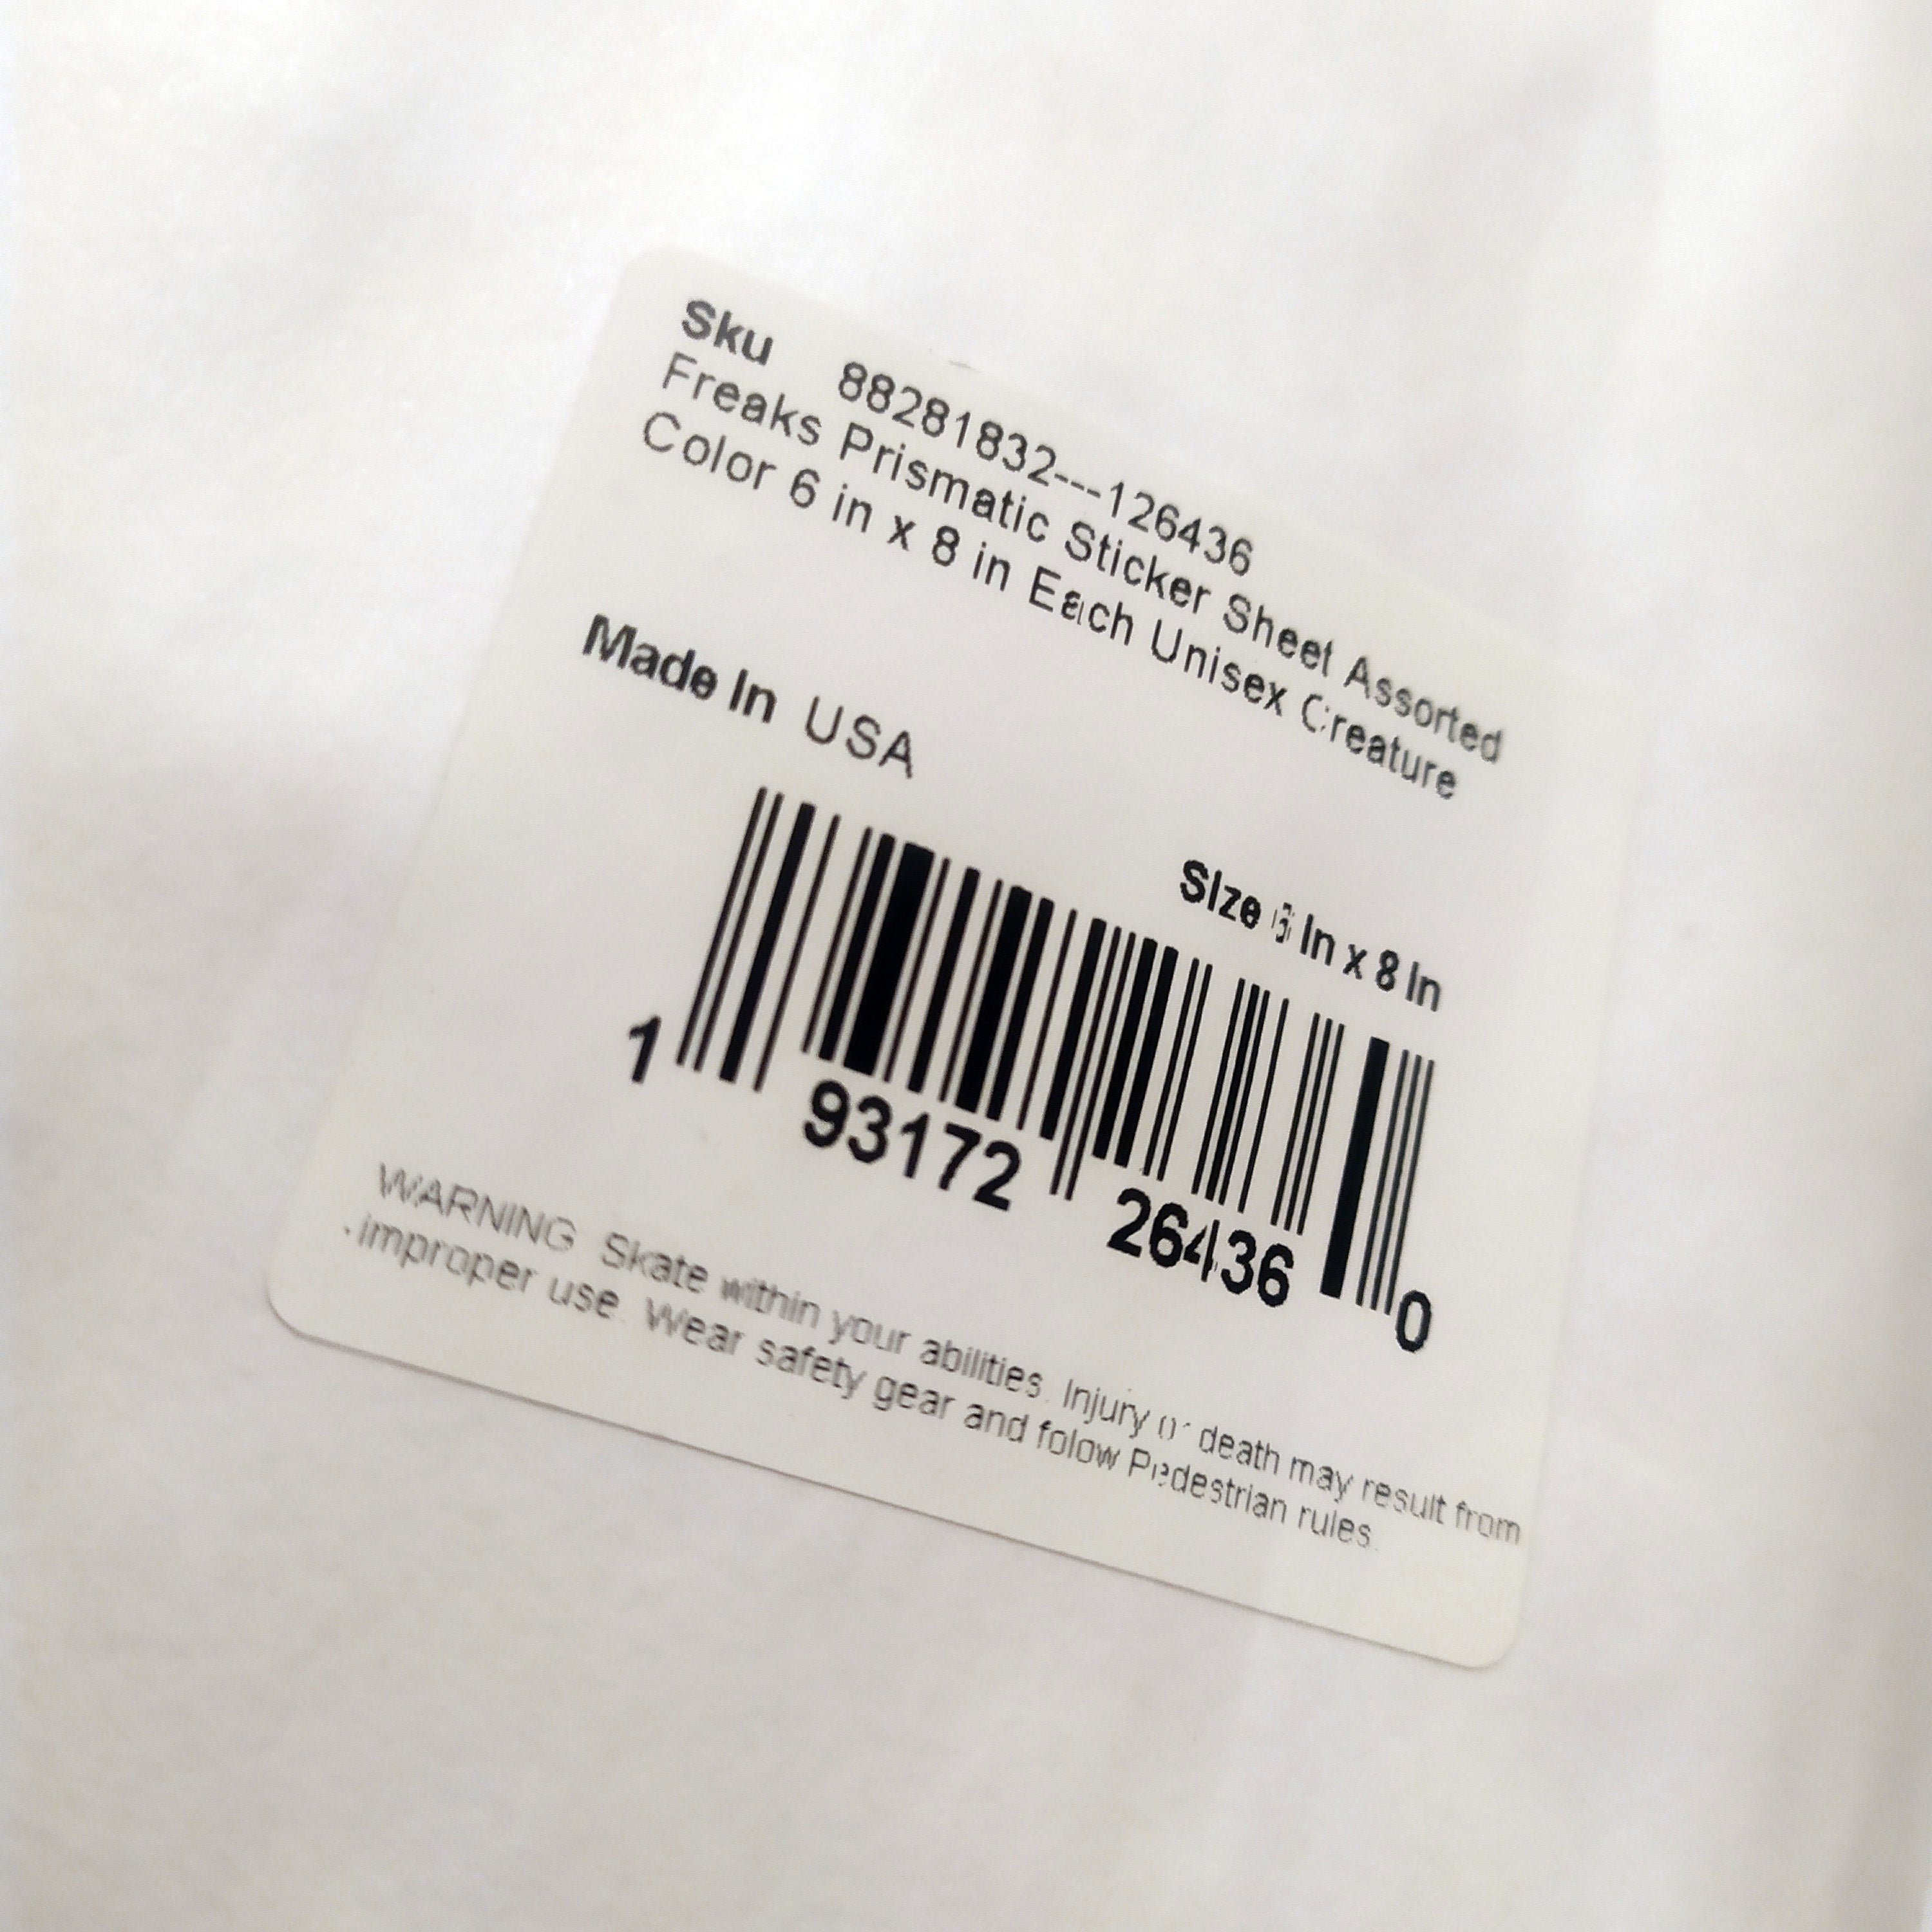 Sku 88281832---126436
Freaks Prismatic Sticker Sheet Assorted
Color 6 in x 8 in Each Unisex Creature
Made In USA
Size 6 In x 8 In
1 93172 26436 0
WARNING Skate within your abilities. Injury or death may result from
improper use. Wear safety gear and folow Pedestrian rules.